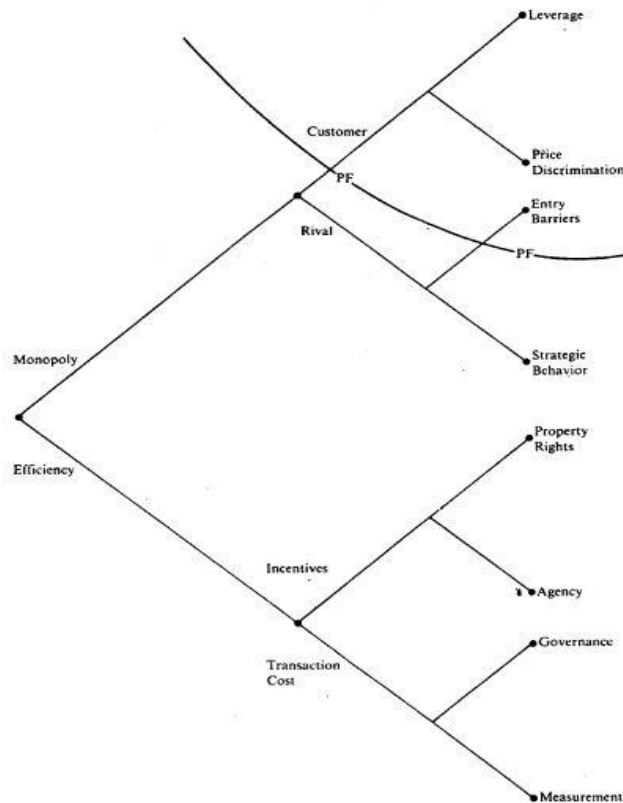 Leverage
Customer
Price
Discrimination
PF
Entry
Barriers
Rival
PF
Monopoly
Strategic
Behavior
Efficiency
Property
Rights
Incentives
Agency
Governance
Transaction
Cost
Measurement